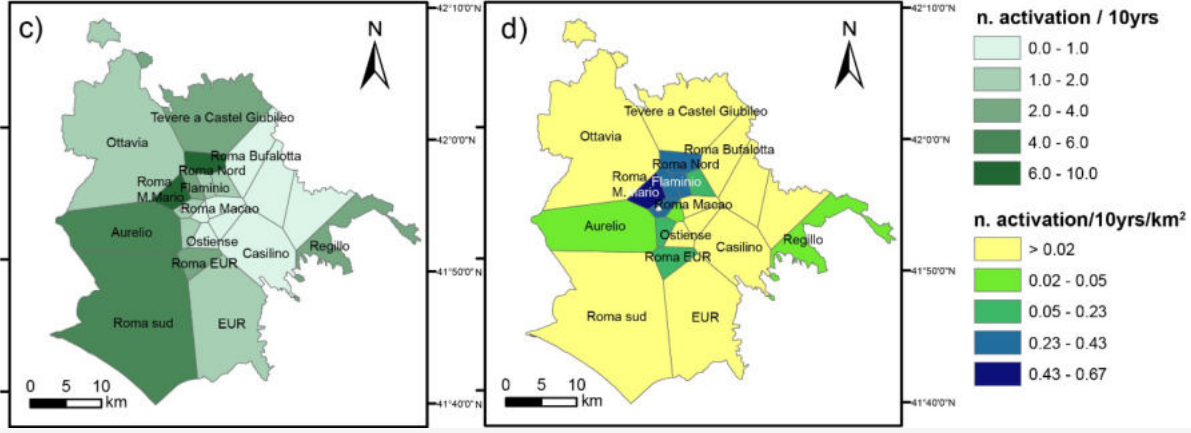 c)
N
Ottavia
Tevere a Castel Giubileo
Roma Bufalotta
Roma Nord
Roma
M.Mario
Flaminio
Roma Macao
Aurelio
Ostiense
Casilino
Regillo
Roma EUR
Roma sud
EUR
0 5 10
km
42°10'0"N
42°0'0"N
41°50'0"N
41°40'0"N
d)
N
Ottavia
Tevere a Castel Giubileo
Roma Bufalotta
Roma Nord
Roma
M. Mario
Flaminio
Roma Macao
Aurelio
Ostiense
Casilino
Regillo
Roma EUR
Roma sud
EUR
0 5 10
km
42°10'0"N
42°0'0"N
41°50'0"N
41°40'0"N
n. activation / 10yrs
0.0 - 1.0
1.0 - 2.0
2.0 - 4.0
4.0 - 6.0
6.0 - 10.0
n. activation/10yrs/km²
> 0.02
0.02 - 0.05
0.05 - 0.23
0.23 - 0.43
0.43 - 0.67